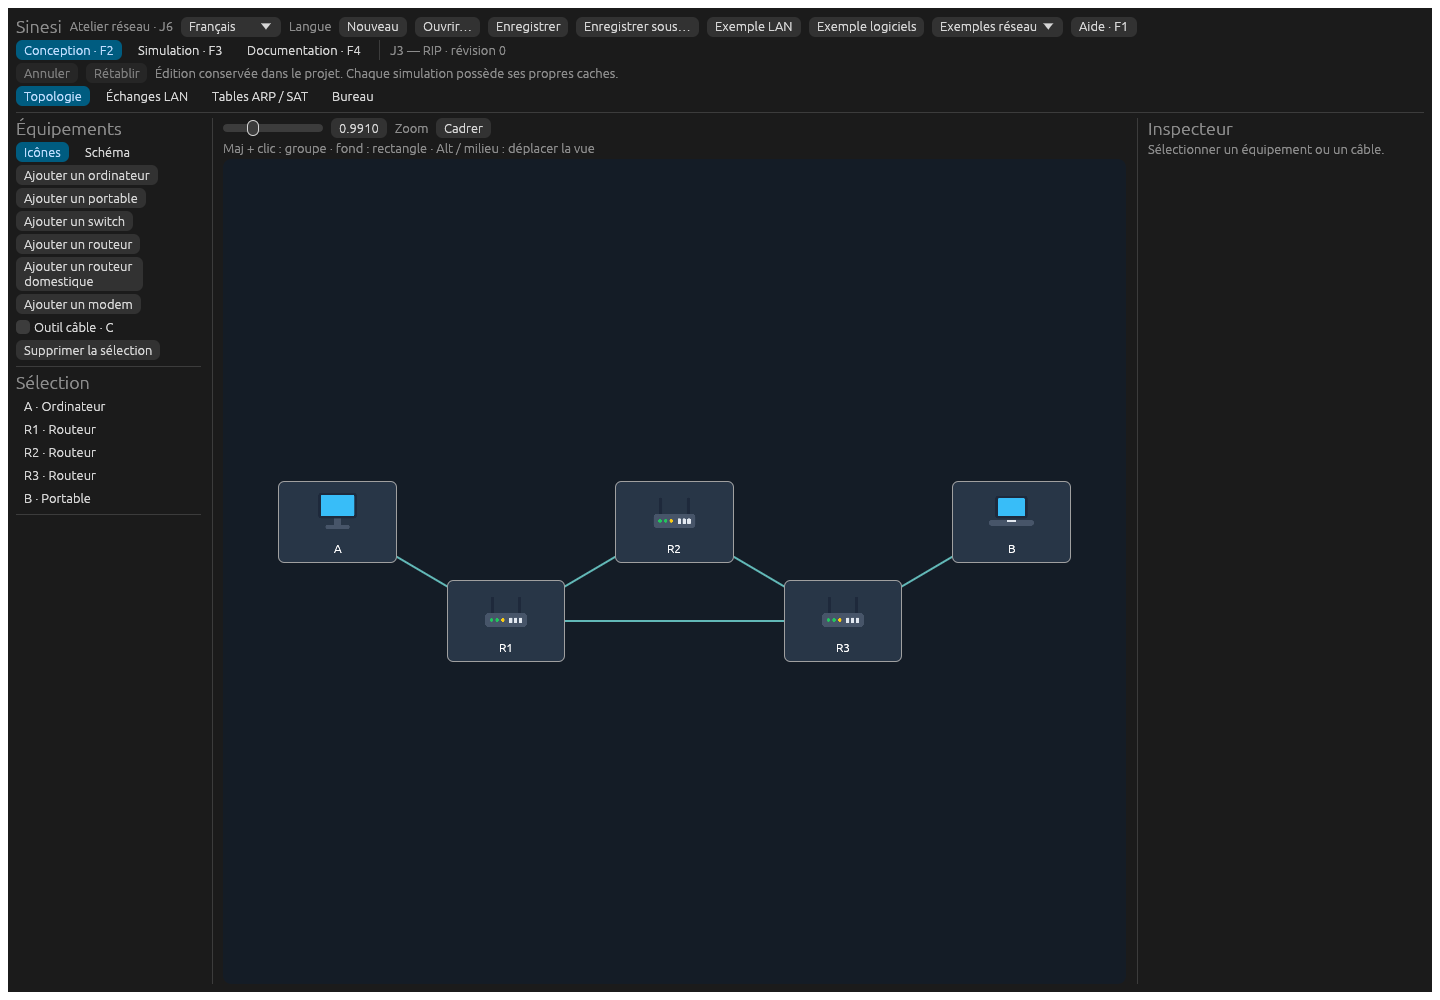 Sinesi Atelier réseau · J6 Français Langue Nouveau Ouvrir... Enregistrer Enregistrer sous... Exemple LAN Exemple logiciels Exemples réseau Aide · F1
Conception · F2 Simulation · F3 Documentation · F4 J3 — RIP · révision 0
Annuler Rétablir Édition conservée dans le projet. Chaque simulation possède ses propres caches.
Topologie Échanges LAN Tables ARP / SAT Bureau
Équipements
Icônes Schéma
Ajouter un ordinateur
Ajouter un portable
Ajouter un switch
Ajouter un routeur
Ajouter un routeur
domestique
Ajouter un modem
Outil câble · C
Supprimer la sélection
Sélection
A · Ordinateur
R1 · Routeur
R2 · Routeur
R3 · Routeur
B · Portable
0.9910 Zoom Cadrer
Maj + clic : groupe · fond : rectangle · Alt / milieu : déplacer la vue
A
R2
B
R1
R3
Inspecteur
Sélectionner un équipement ou un câble.